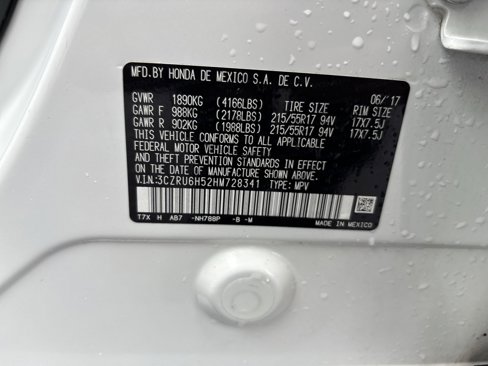 MFD.BY HONDA DE MEXICO S.A. DE C.V.
06/17
GVWR 1890KG (4166LBS) TIRE SIZE RIM SIZE
GAWR F 988KG (2178LBS) 215/55R17 94V 17X7.5J
GAWR R 902KG (1988LBS) 215/55R17 94V 17X7.5J
THIS VEHICLE CONFORMS TO ALL APPLICABLE
FEDERAL MOTOR VEHICLE SAFETY
AND THEFT PREVENTION STANDARDS IN EFFECT
ON THE DATE OF MANUFACTURE SHOWN ABOVE.
V.I.N:3CZRU6H52HM728341 TYPE: MPV
T7X H AB7 -NH788P -B -M
MADE IN MEXICO